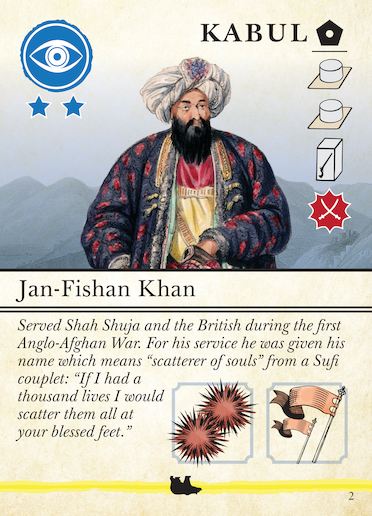 KABUL
Jan-Fishan Khan
Served Shah Shuja and the British during the first
Anglo-Afghan War. For his service he was given his
name which means “scatterer of souls” from a Sufi
couplet: “If I had a
thousand lives I would
scatter them all at
your blessed feet.”
2